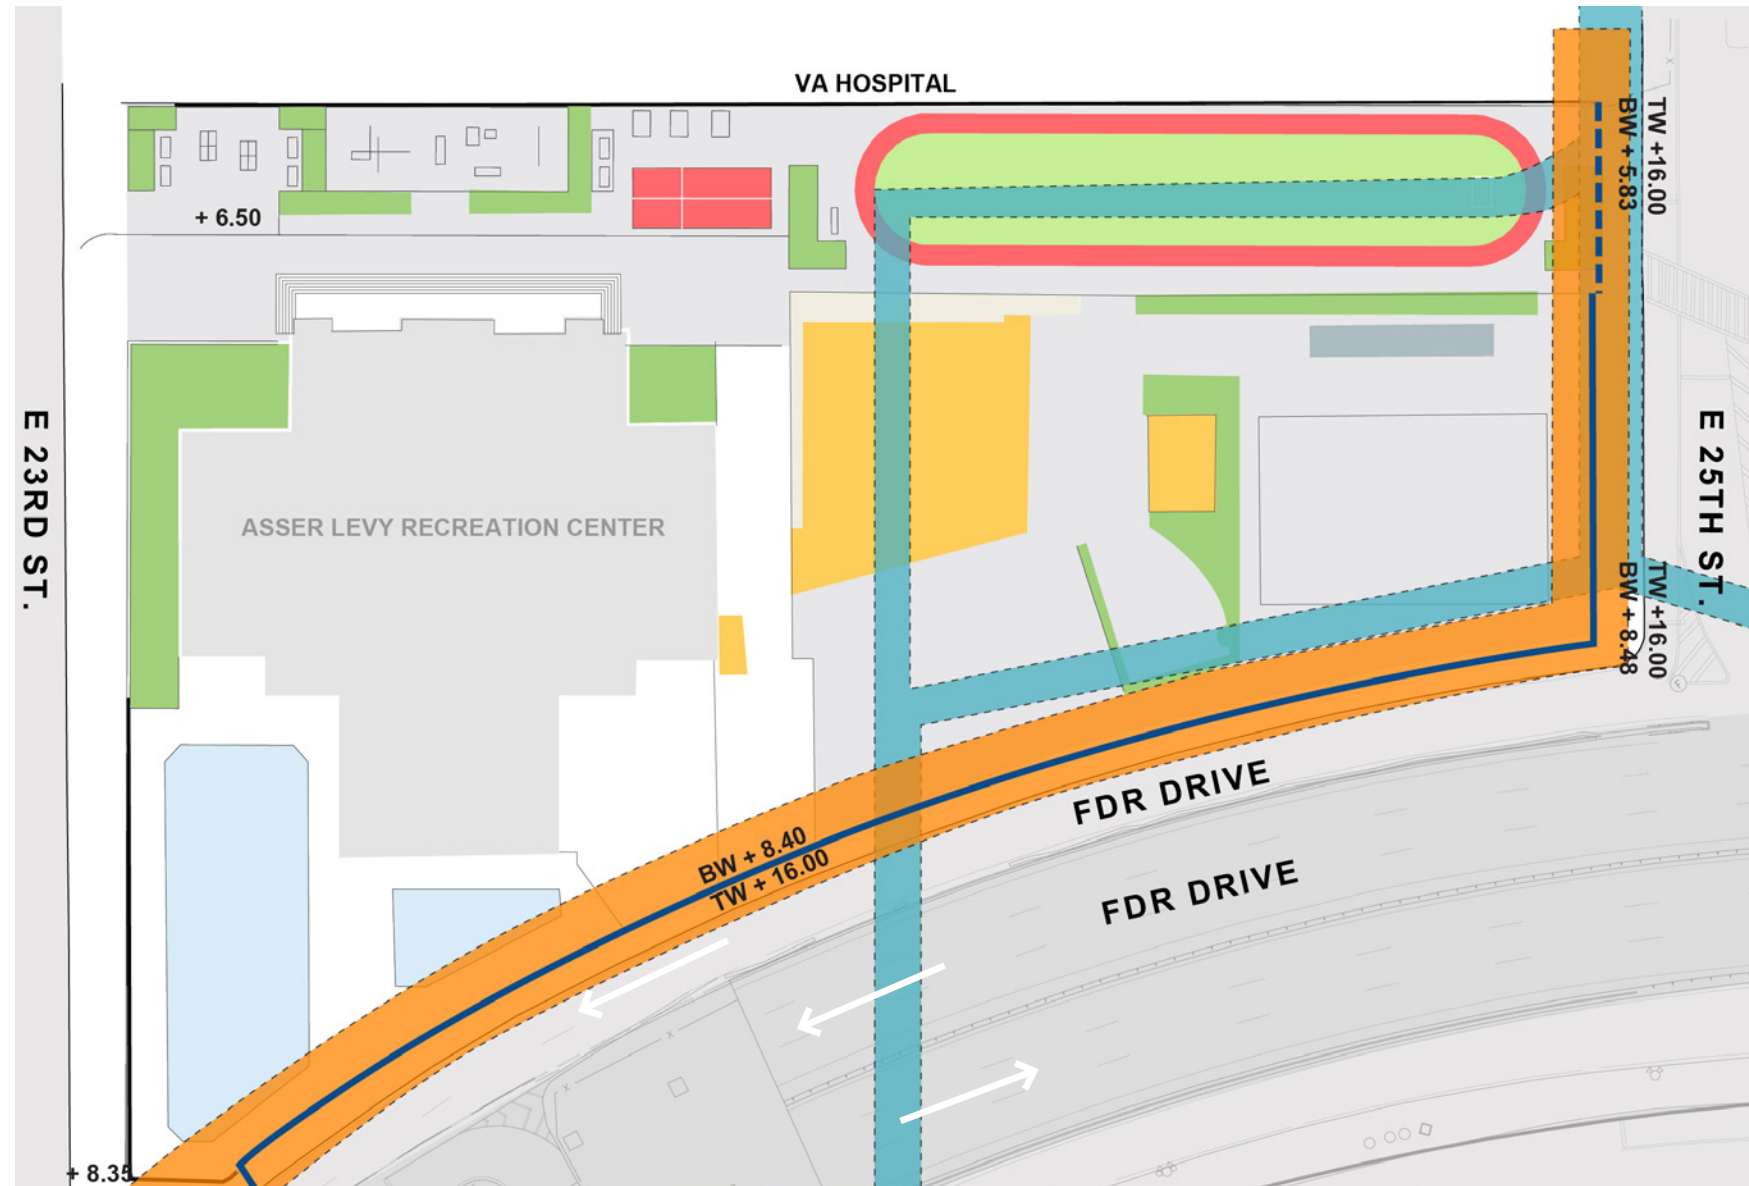 VA HOSPITAL
TW +16.00
BW + 5.83
+ 6.50
E 23RD ST.
ASSER LEVY RECREATION CENTER
E 25TH ST.
TW +16.00
BW + 8.48
F
FDR DRIVE
BW + 8.40
TW + 16.00
FDR DRIVE
+ 8.35